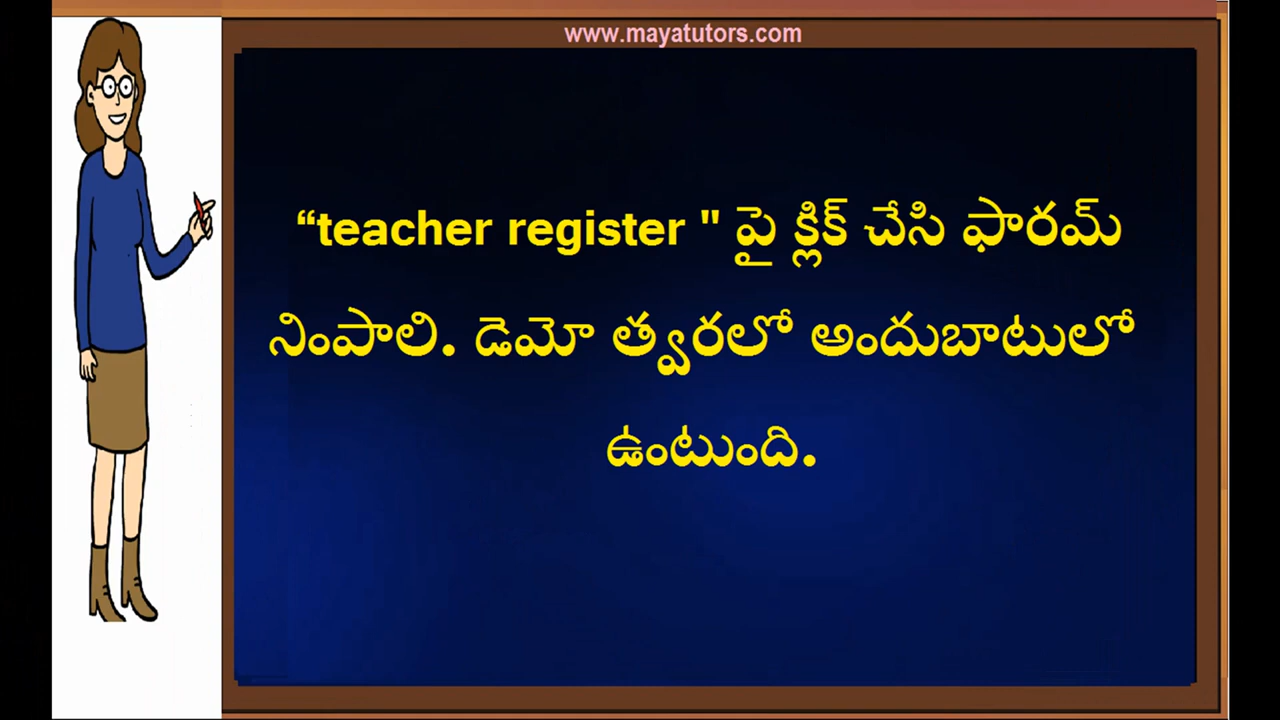 www.mayatutors.com
“teacher register " పై క్లిక్ చేసి ఫారమ్
నింపాలి. డెమో త్వరలో అందుబాటులో
ఉంటుంది.